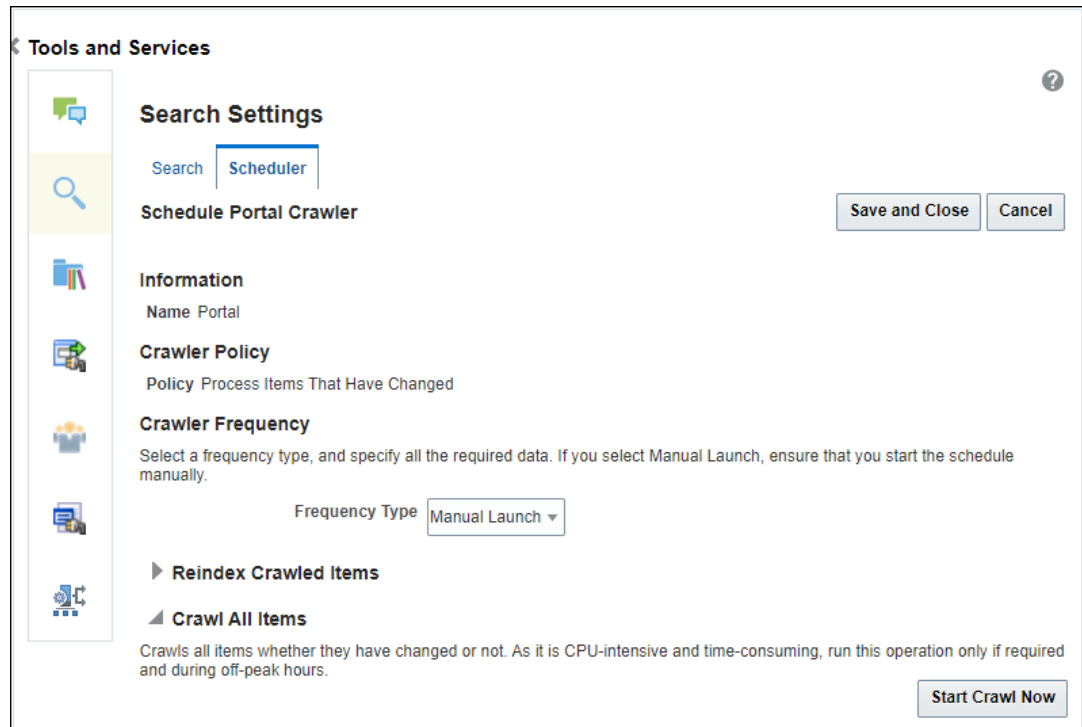 Tools and Services
Search Settings
Search Scheduler
Schedule Portal Crawler Save and Close Cancel
Information
Name Portal
Crawler Policy
Policy Process Items That Have Changed
Crawler Frequency
Select a frequency type, and specify all the required data. If you select Manual Launch, ensure that you start the schedule
manually.
Frequency Type Manual Launch
Reindex Crawled Items
Crawl All Items
Crawls all items whether they have changed or not. As it is CPU-intensive and time-consuming, run this operation only if required
and during off-peak hours.
Start Crawl Now